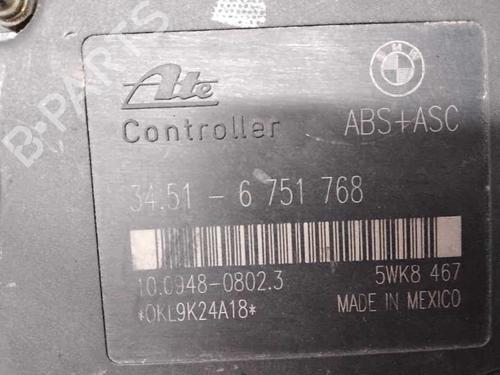 B-PARTS
Ate
BMW
Controller
ABS+ASC
34.51 - 6 751 768
10.0948-0802.3
5WK8 467
*OKL9K24A18*
MADE IN MEXICO